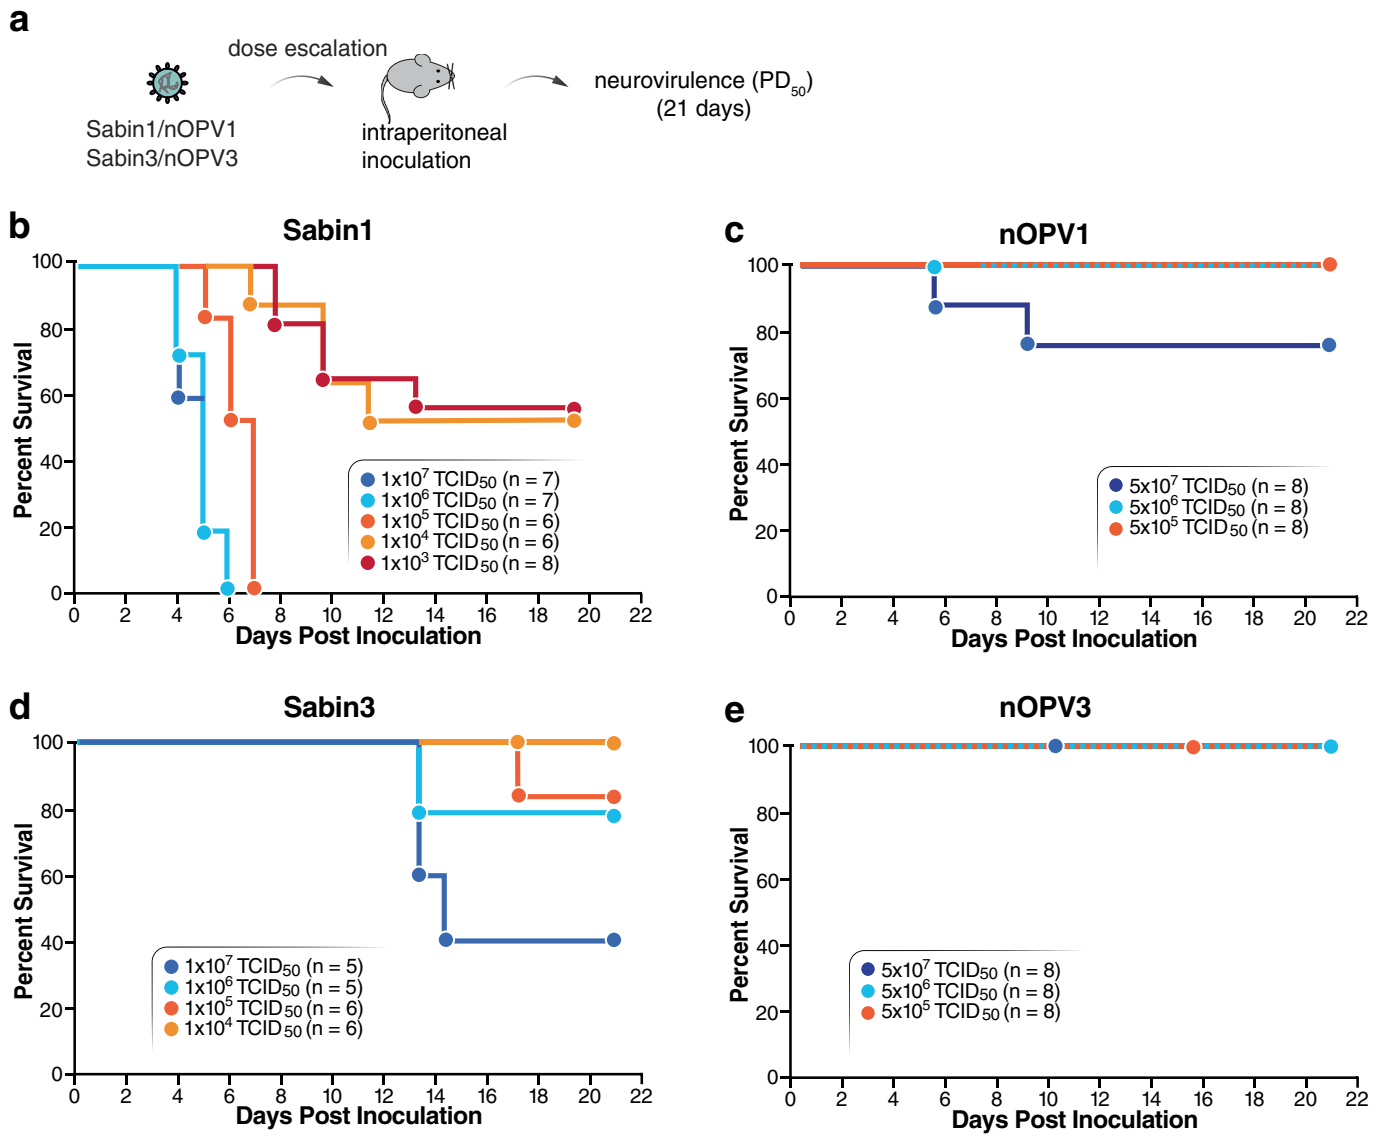 a
dose escalation
Sabin1/nOPV1
Sabin3/nOPV3
intraperitoneal
inoculation
neurovirulence (PD50)
(21 days)
b
Sabin1
Percent Survival
100
80
60
40
20
0
1x10^7 TCID50 (n = 7)
1x10^6 TCID50 (n = 7)
1x10^5 TCID50 (n = 6)
1x10^4 TCID50 (n = 6)
1x10^3 TCID50 (n = 8)
0 2 4 6 8 10 12 14 16 18 20 22
Days Post Inoculation
c
nOPV1
Percent Survival
100
80
60
40
20
0
5x10^7 TCID50 (n = 8)
5x10^6 TCID50 (n = 8)
5x10^5 TCID50 (n = 8)
0 2 4 6 8 10 12 14 16 18 20 22
Days Post Inoculation
d
Sabin3
Percent Survival
100
80
60
40
20
0
1x10^7 TCID50 (n = 5)
1x10^6 TCID50 (n = 5)
1x10^5 TCID50 (n = 6)
1x10^4 TCID50 (n = 6)
0 2 4 6 8 10 12 14 16 18 20 22
Days Post Inoculation
e
nOPV3
Percent Survival
100
80
60
40
20
0
5x10^7 TCID50 (n = 8)
5x10^6 TCID50 (n = 8)
5x10^5 TCID50 (n = 8)
0 2 4 6 8 10 12 14 16 18 20 22
Days Post Inoculation